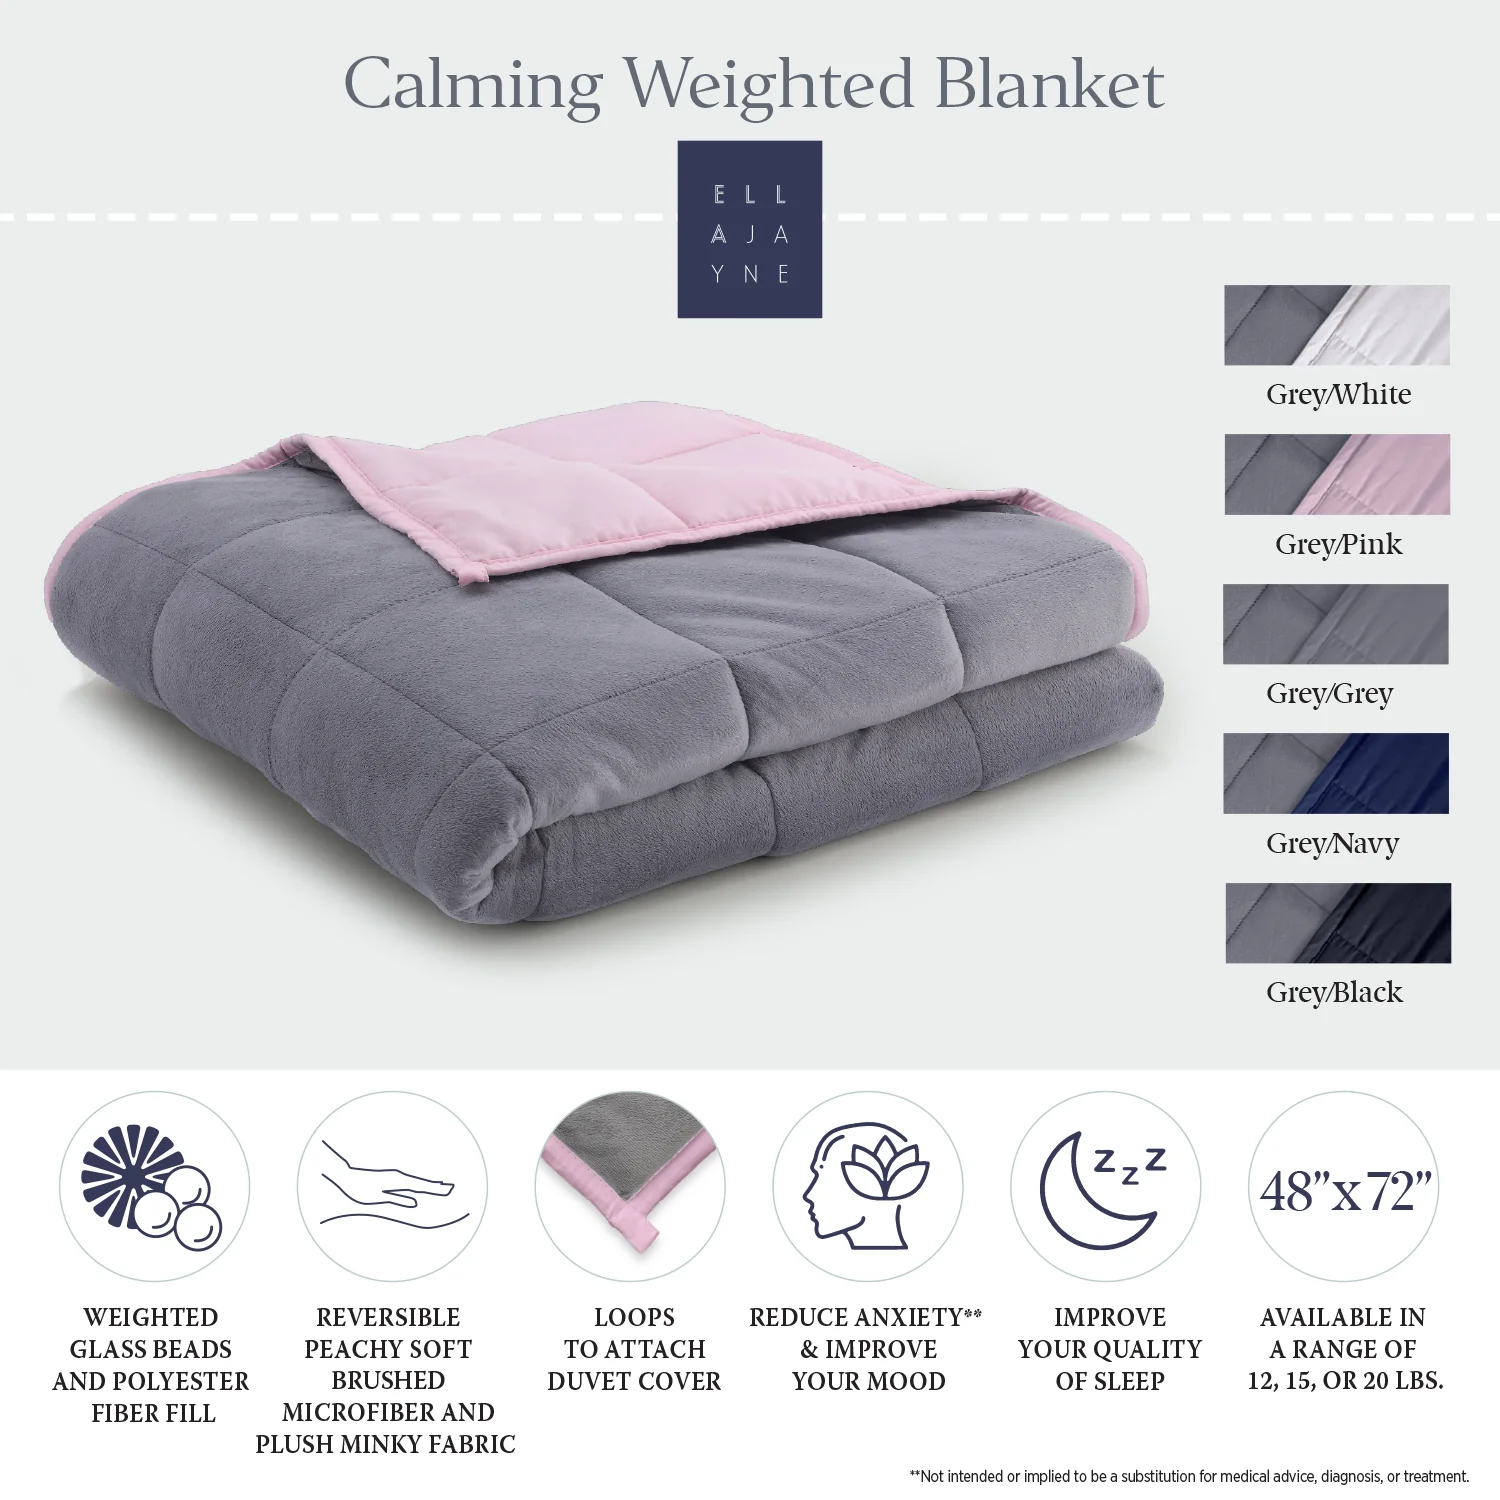 Calming Weighted Blanket
ELL
AJA
YNE
Grey/White
Grey/Pink
Grey/Grey
Grey/Navy
Grey/Black
WEIGHTED
GLASS BEADS
AND POLYESTER
FIBER FILL
REVERSIBLE
PEACHY SOFT
BRUSHED
MICROFIBER AND
PLUSH MINKY FABRIC
LOOPS
TO ATTACH
DUVET COVER
REDUCE ANXIETY**
& IMPROVE
YOUR MOOD
z z z
IMPROVE
YOUR QUALITY
OF SLEEP
48”x72”
AVAILABLE IN
A RANGE OF
12, 15, OR 20 LBS.
**Not intended or implied to be a substitution for medical advice, diagnosis, or treatment.